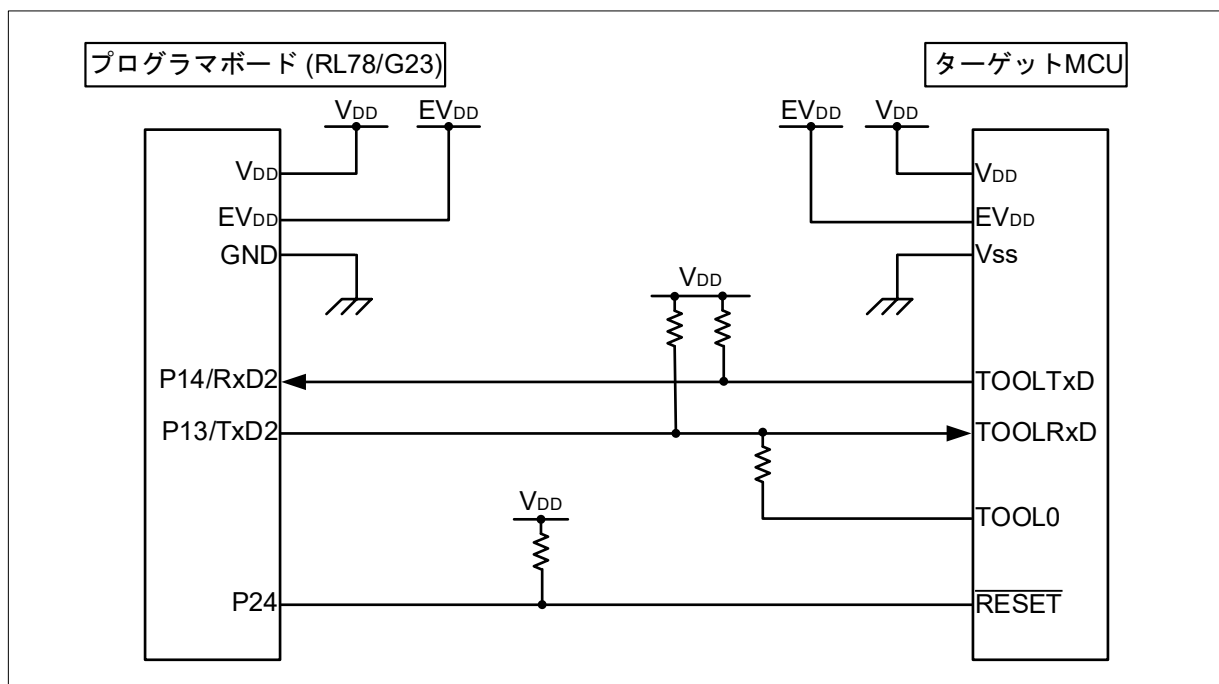 プログラマボード (RL78/G23)
ターゲットMCU
VDD
EVDD
EVDD
VDD
VDD
VDD
EVDD
EVDD
GND
Vss
VDD
P14/RxD2
TOOLTxD
P13/TxD2
TOOLRxD
VDD
TOOL0
P24
RESET